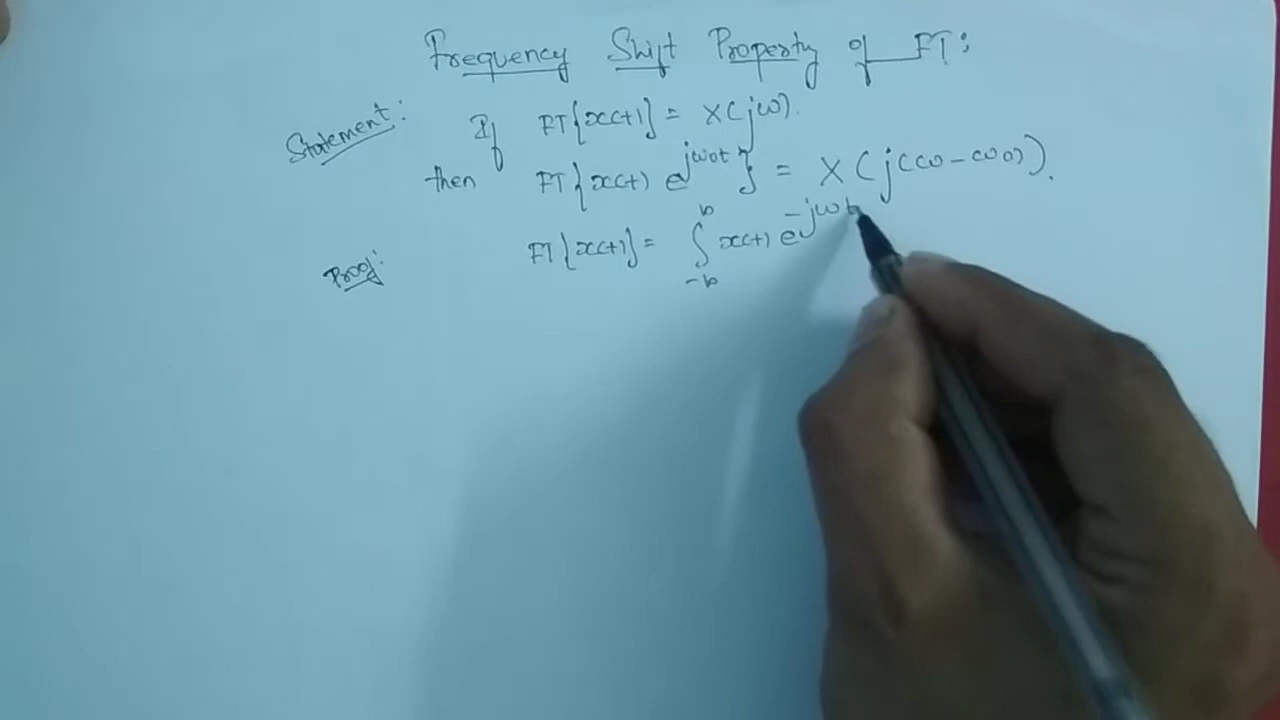 Frequency Shift Property of FT:
Statement: If FT{x(t)} = X(jω).
then FT{x(t) e^{jω0t}} = X(j(ω-ω0)).
Proof: FT{x(t)} = ∫_{-∞}^{∞} x(t) e^{-jωt}